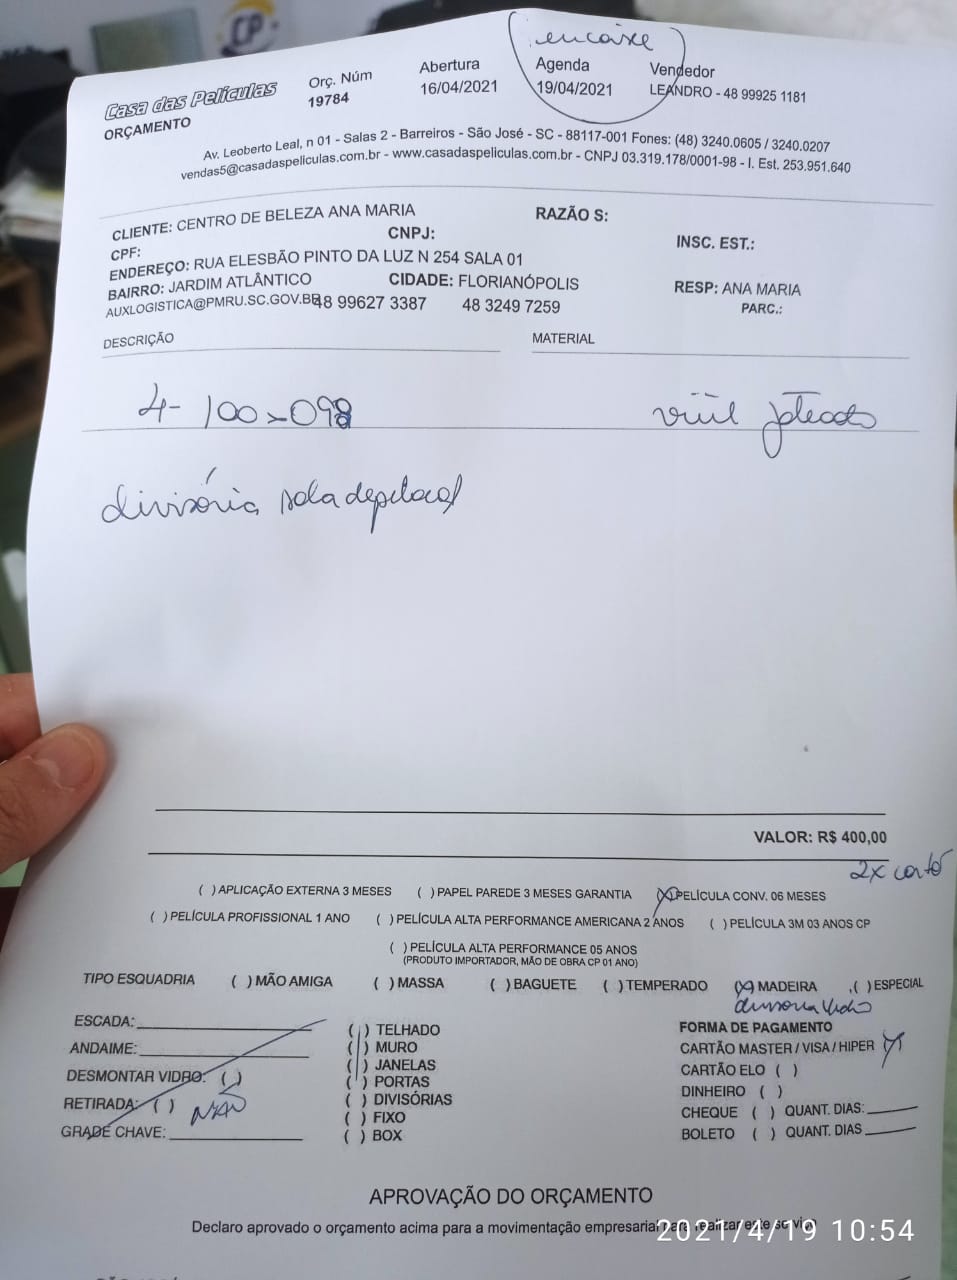 encaixe
Casa das Películas
ORÇAMENTO
Orç. Núm
19784
Abertura
16/04/2021
Agenda
19/04/2021
Vendedor
LEANDRO - 48 99925 1181
Av. Leoberto Leal, n 01 - Salas 2 - Barreiros - São José - SC - 88117-001 Fones: (48) 3240.0605 / 3240.0207
vendas5@casadaspeliculas.com.br - www.casadaspeliculas.com.br - CNPJ 03.319.178/0001-98 - I. Est. 253.951.640
CLIENTE: CENTRO DE BELEZA ANA MARIA RAZÃO S:
CPF: CNPJ: INSC. EST.:
ENDEREÇO: RUA ELESBÃO PINTO DA LUZ N 254 SALA 01
BAIRRO: JARDIM ATLÂNTICO CIDADE: FLORIANÓPOLIS RESP: ANA MARIA
AUXLOGISTICA@PMRU.SC.GOV.BR 48 99627 3387 48 3249 7259 PARC.:
DESCRIÇÃO MATERIAL
4- 100x098 vinil jateado
divisória sala depilação
VALOR: R$ 400,00
2x cartão
( ) APLICAÇÃO EXTERNA 3 MESES ( ) PAPEL PAREDE 3 MESES GARANTIA (X) PELÍCULA CONV. 06 MESES
( ) PELÍCULA PROFISSIONAL 1 ANO ( ) PELÍCULA ALTA PERFORMANCE AMERICANA 2 ANOS ( ) PELÍCULA 3M 03 ANOS CP
( ) PELÍCULA ALTA PERFORMANCE 05 ANOS
(PRODUTO IMPORTADOR, MÃO DE OBRA CP 01 ANO)
TIPO ESQUADRIA ( ) MÃO AMIGA ( ) MASSA ( ) BAGUETE ( ) TEMPERADO (X) MADEIRA ( ) ESPECIAL
divisoria vidro
ESCADA:
ANDAIME:
DESMONTAR VIDRO: ( )
RETIRADA: ( ) NÃO
GRADE CHAVE:
( ) TELHADO
( ) MURO
( ) JANELAS
( ) PORTAS
( ) DIVISÓRIAS
( ) FIXO
( ) BOX
FORMA DE PAGAMENTO
CARTÃO MASTER / VISA / HIPER X
CARTÃO ELO ( )
DINHEIRO ( )
CHEQUE ( ) QUANT. DIAS:
BOLETO ( ) QUANT. DIAS
APROVAÇÃO DO ORÇAMENTO
Declaro aprovado o orçamento acima para a movimentação empresarial para realizar este serviço
2021/4/19 10:54